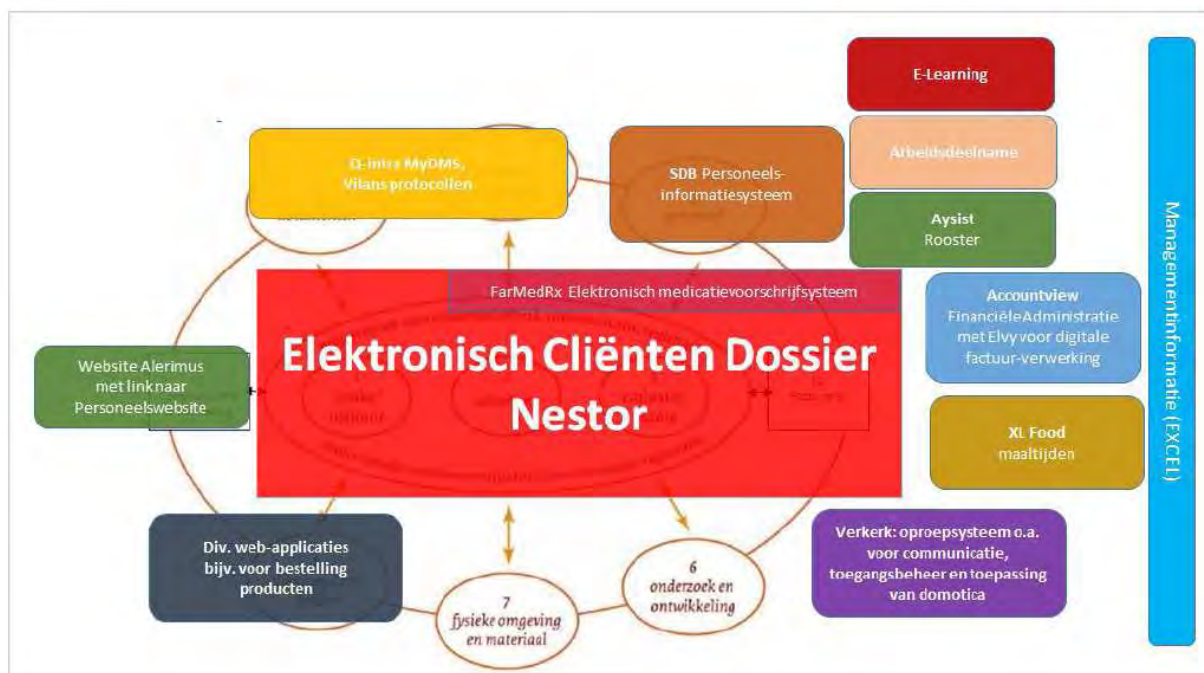 E-Learning
Arbeidsdeelname
Q-intra MyDMS,
Vilans protocollen
SDB Personeels-
informatiesysteem
Aysist
Rooster
FarMedRx Elektronisch medicatievoorschrijfsysteem
Elektronisch Cliënten Dossier
Nestor
Accountview
Financiële Administratie
met Elvy voor digitale
factuur-verwerking
Website Alerimus
met link naar
Personeelswebsite
XL Food
maaltijden
Managementinformatie (EXCEL)
Div. web-applicaties
bijv. voor bestelling
producten
Verkerk: oproepsysteem o.a.
voor communicatie,
toegangsbeheer en toepassing
van domotica
6
onderzoek en
ontwikkeling
7
fysieke omgeving
en materiaal